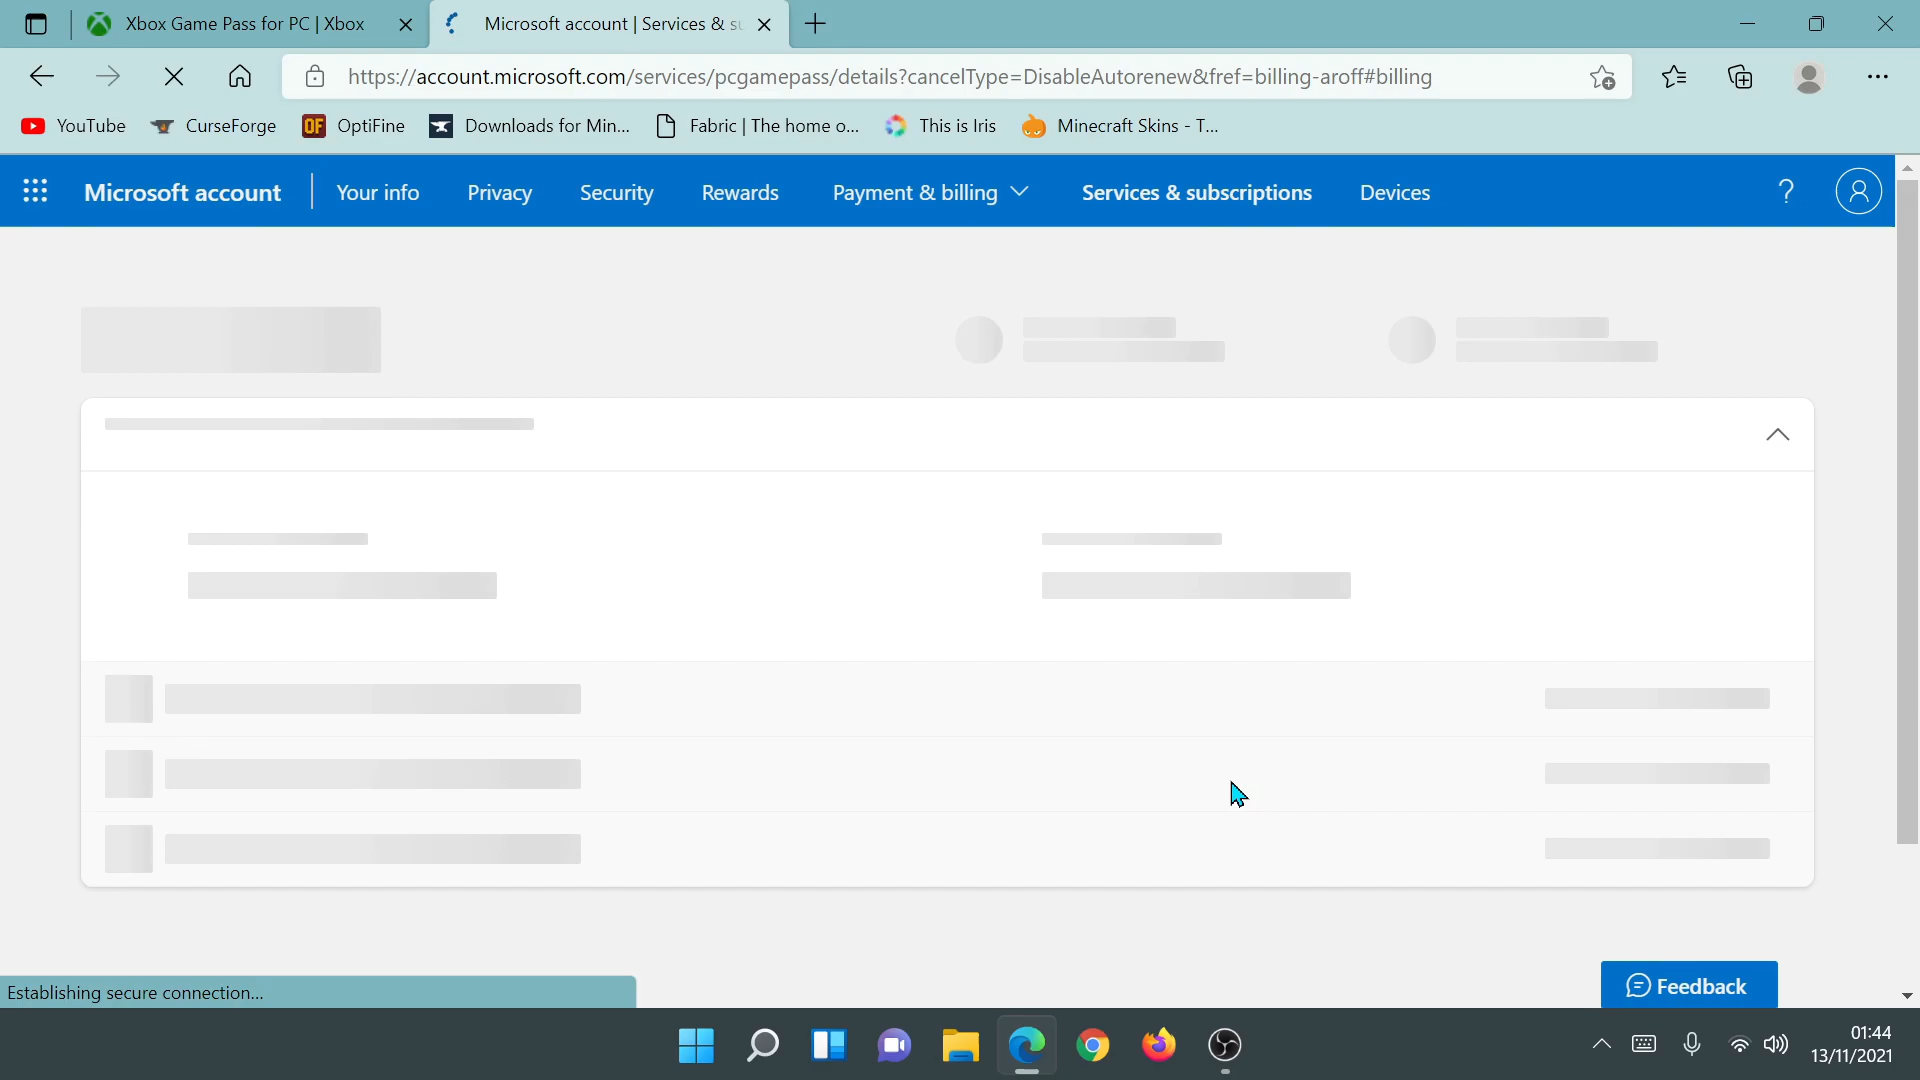 Xbox Game Pass for PC | Xbox
Microsoft account | Services & su
https://account.microsoft.com/services/pcgamepass/details?cancelType=DisableAutorenew&fref=billing-aroff#billing
YouTube
CurseForge
OF OptiFine
Downloads for Min...
Fabric | The home o...
This is Iris
Minecraft Skins - T...
Microsoft account
Your info
Privacy
Security
Rewards
Payment & billing
Services & subscriptions
Devices
?
Feedback
Establishing secure connection...
01:44
13/11/2021